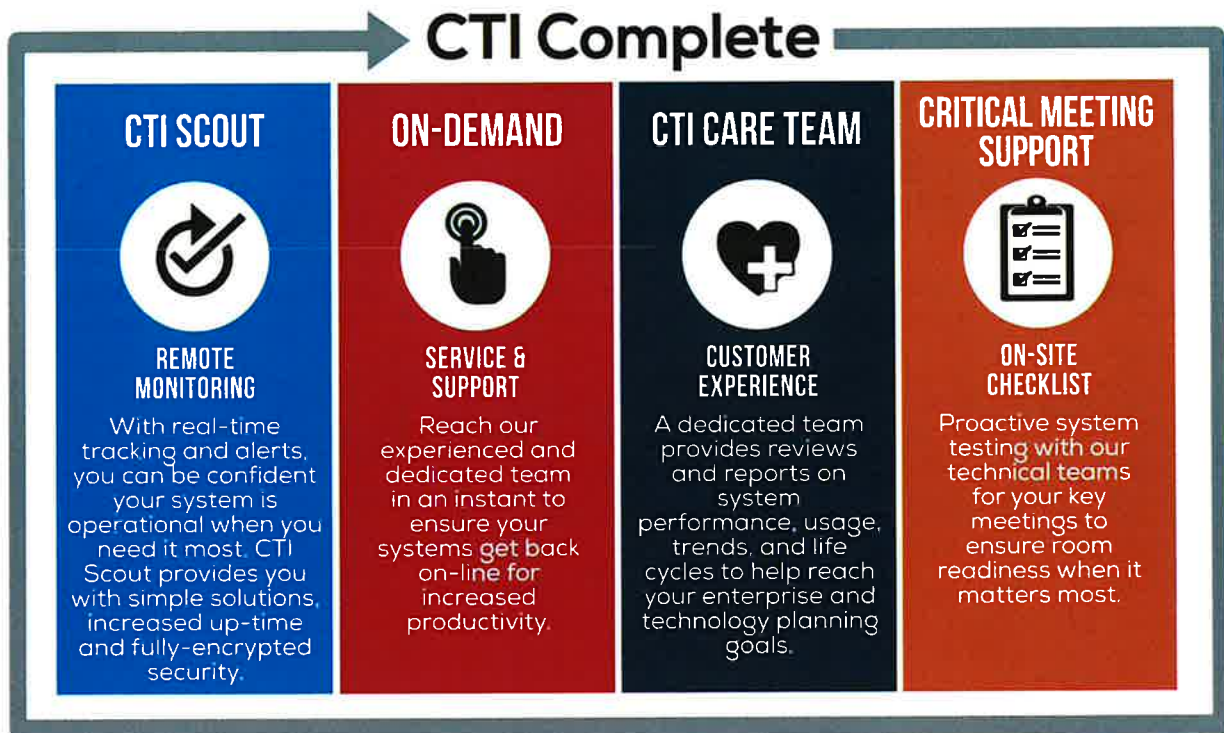 CTI Complete
CTI SCOUT
REMOTE
MONITORING
With real-time
tracking and alerts,
you can be confident
your system is
operational when you
need it most. CTI
Scout provides you
with simple solutions,
increased up-time
and fully-encrypted
security.
ON-DEMAND
SERVICE &
SUPPORT
Reach our
experienced and
dedicated team
in an instant to
ensure your
systems get back
on-line for
increased
productivity.
CTI CARE TEAM
CUSTOMER
EXPERIENCE
A dedicated team
provides reviews
and reports on
system
performance, usage,
trends, and life
cycles to help reach
your enterprise and
technology planning
goals.
CRITICAL MEETING
SUPPORT
ON-SITE
CHECKLIST
Proactive system
testing with our
technical teams
for your key
meetings to
ensure room
readiness when it
matters most.